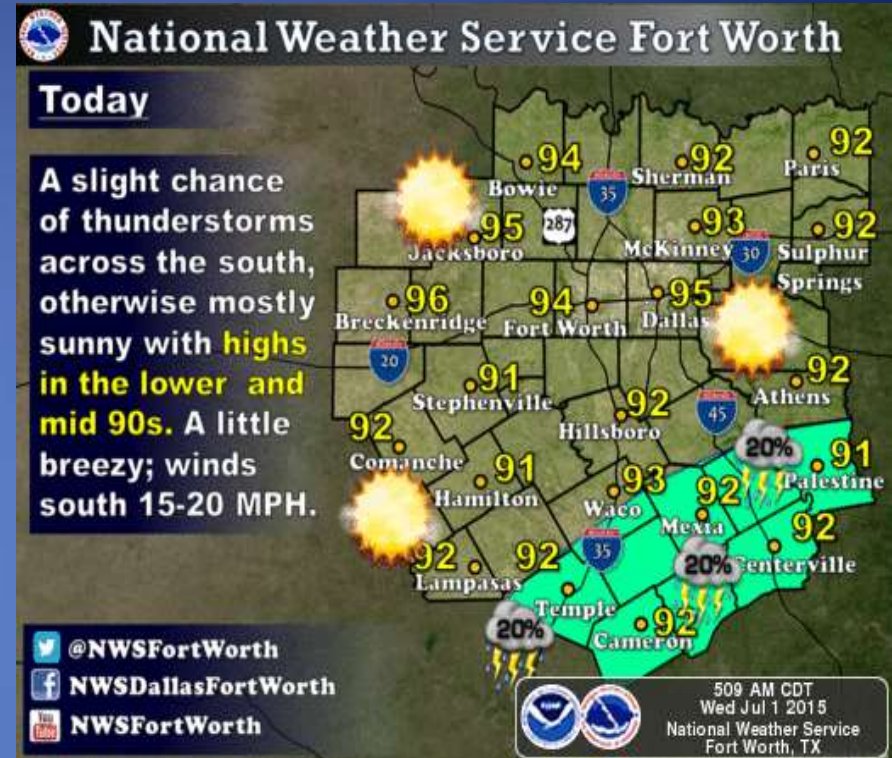 National Weather Service Fort Worth
Today
A slight chance
of thunderstorms
across the south,
otherwise mostly
sunny with highs
in the lower and
mid 90s. A little
breezy; winds
south 15-20 MPH.
94
Bowie
35
92
Sherman
92
Paris
95
Jacksboro
287
93
McKinney
30
92
Sulphur
Springs
96
Breckenridge
94
Fort Worth
95
Dallas
20
91
Stephenville
92
Hillsboro
45
92
Athens
92
Comanche
91
Hamilton
93
Waco
92
Mexia
20%
91
Palestine
92
Lampasas
92
Temple
35
20%
92
Centerville
20%
92
Cameron
@NWSFortWorth
NWSDallasFortWorth
You
Tube
NWSFortWorth
509 AM CDT
Wed Jul 1 2015
National Weather Service
Fort Worth, TX